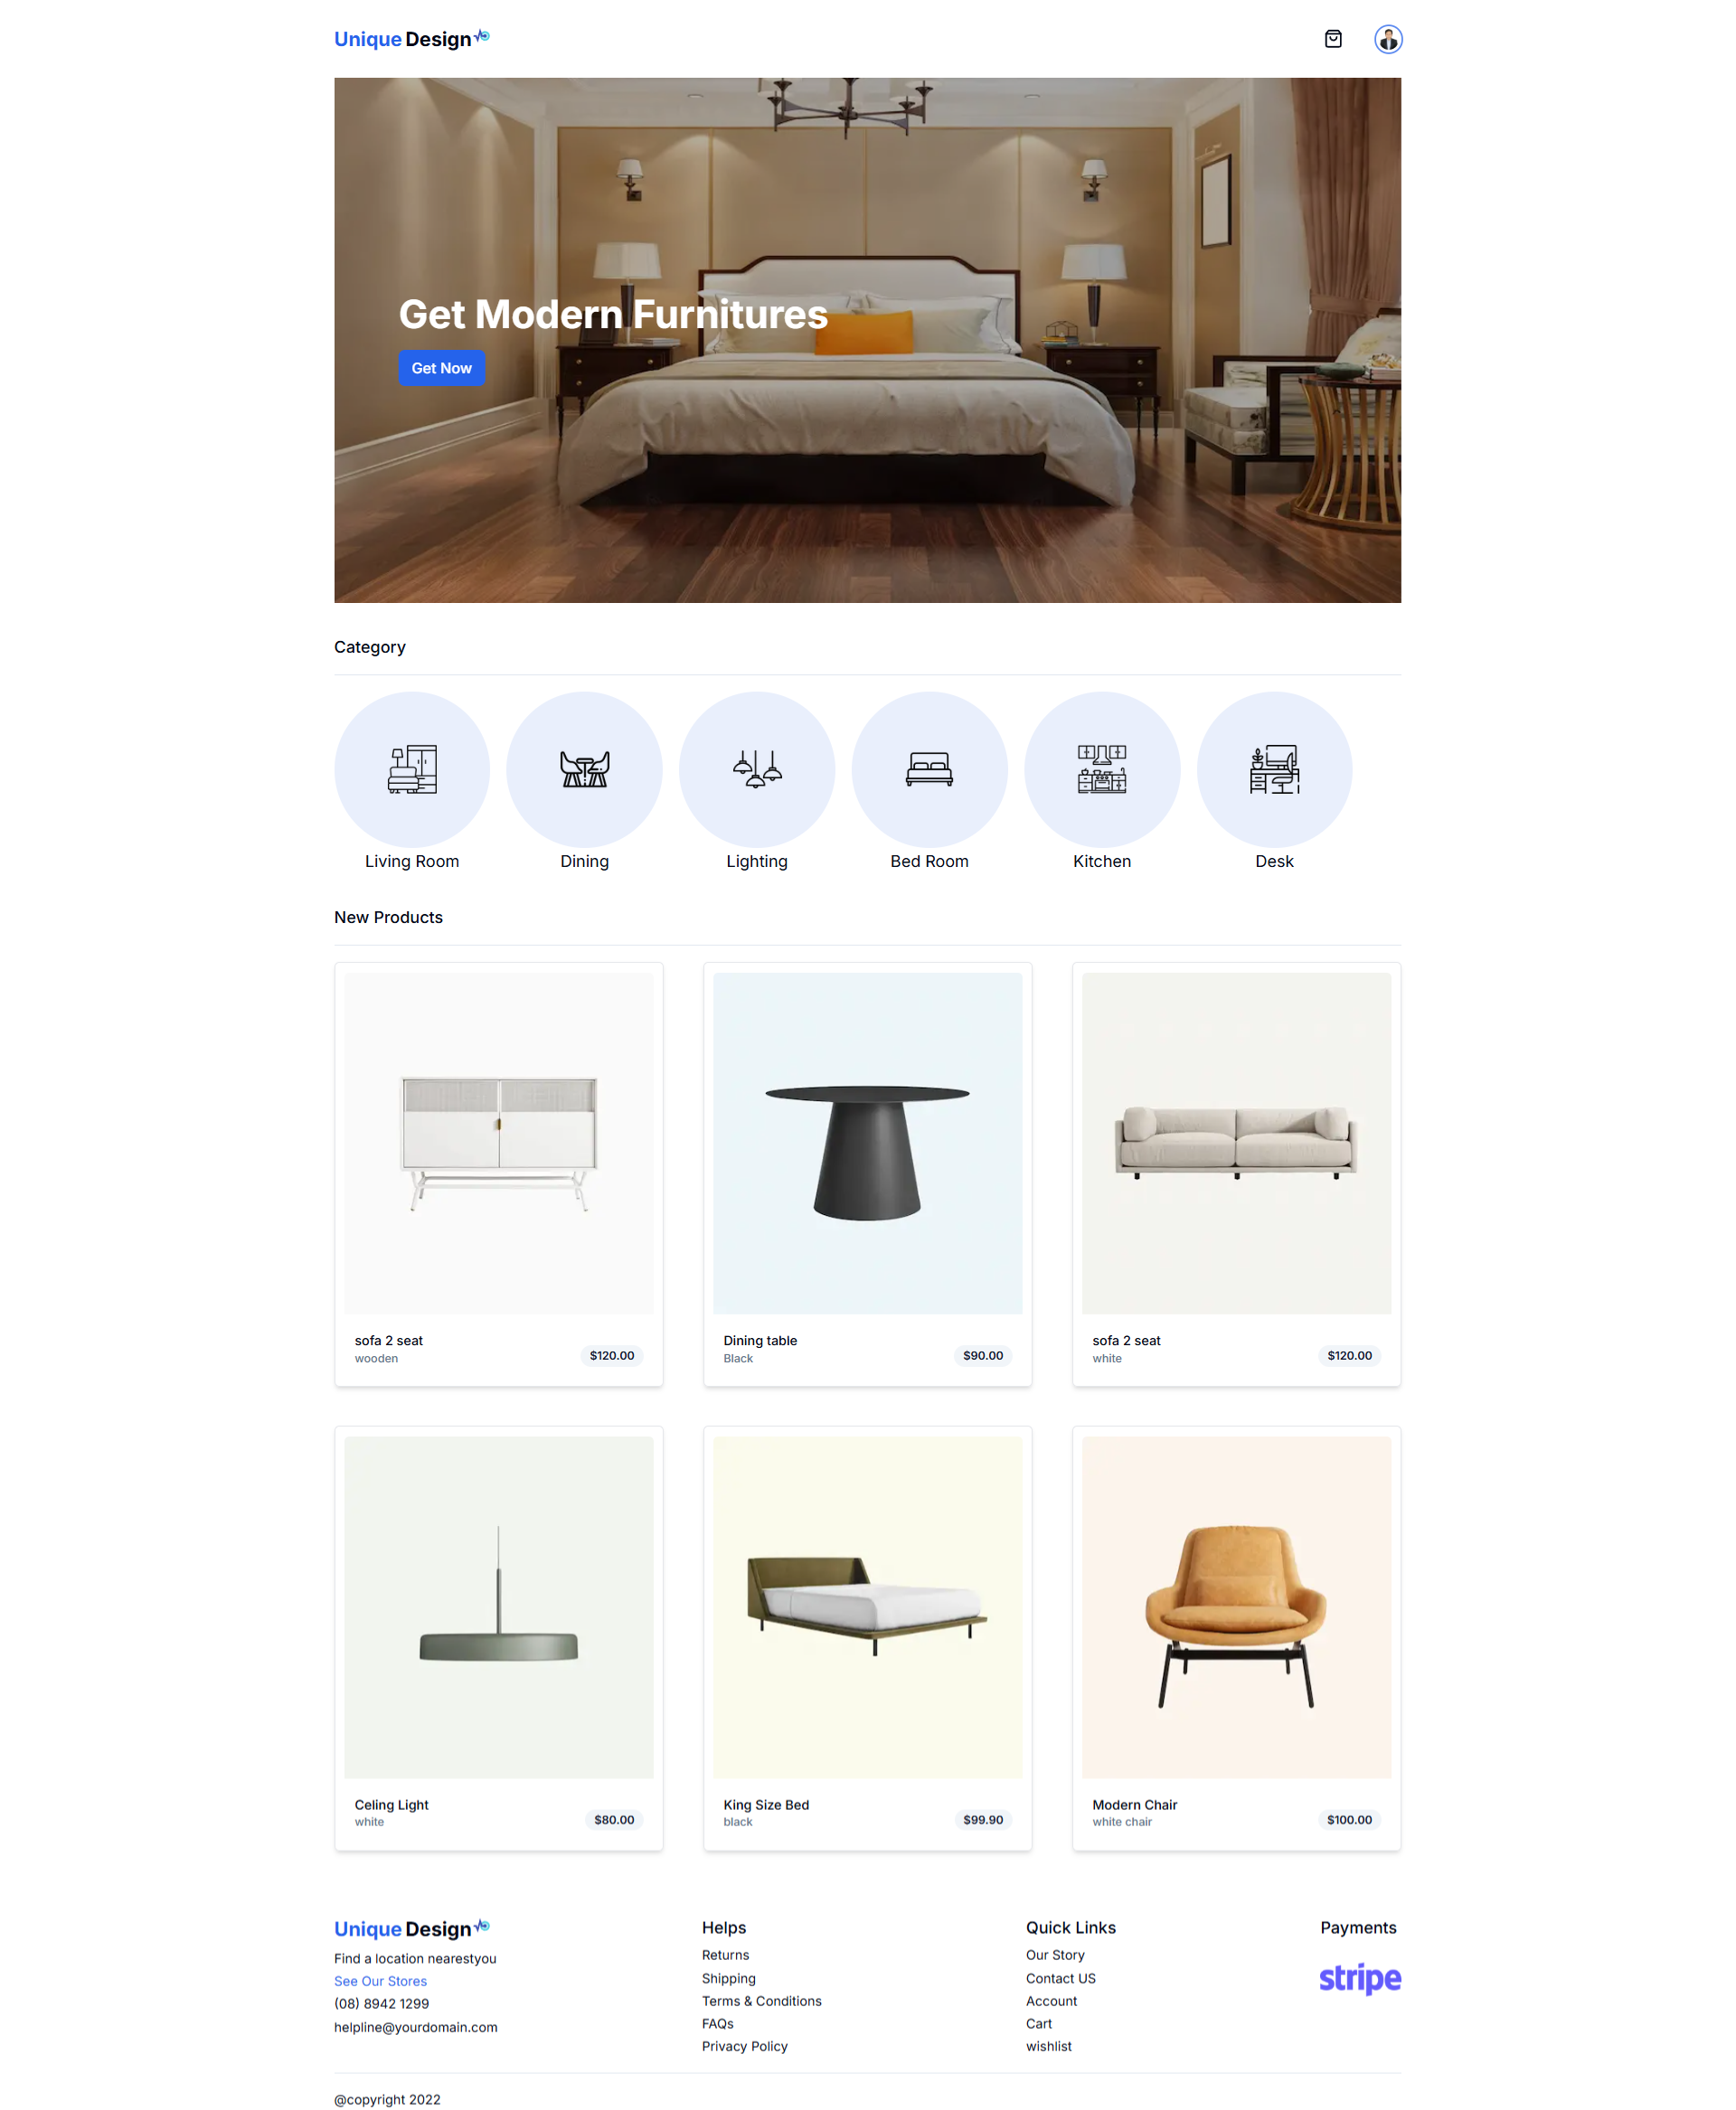 Unique Design
Get Modern Furnitures
Get Now
Category
Living Room
Dining
Lighting
Bed Room
Kitchen
Desk
New Products
sofa 2 seat
wooden
$120.00
Dining table
Black
$90.00
sofa 2 seat
white
$120.00
Celing Light
white
$80.00
King Size Bed
black
$99.90
Modern Chair
white chair
$100.00
Unique Design
Find a location nearestyou
See Our Stores
(08) 8942 1299
helpline@yourdomain.com
Helps
Returns
Shipping
Terms & Conditions
FAQs
Privacy Policy
Quick Links
Our Story
Contact US
Account
Cart
wishlist
Payments
stripe
@copyright 2022